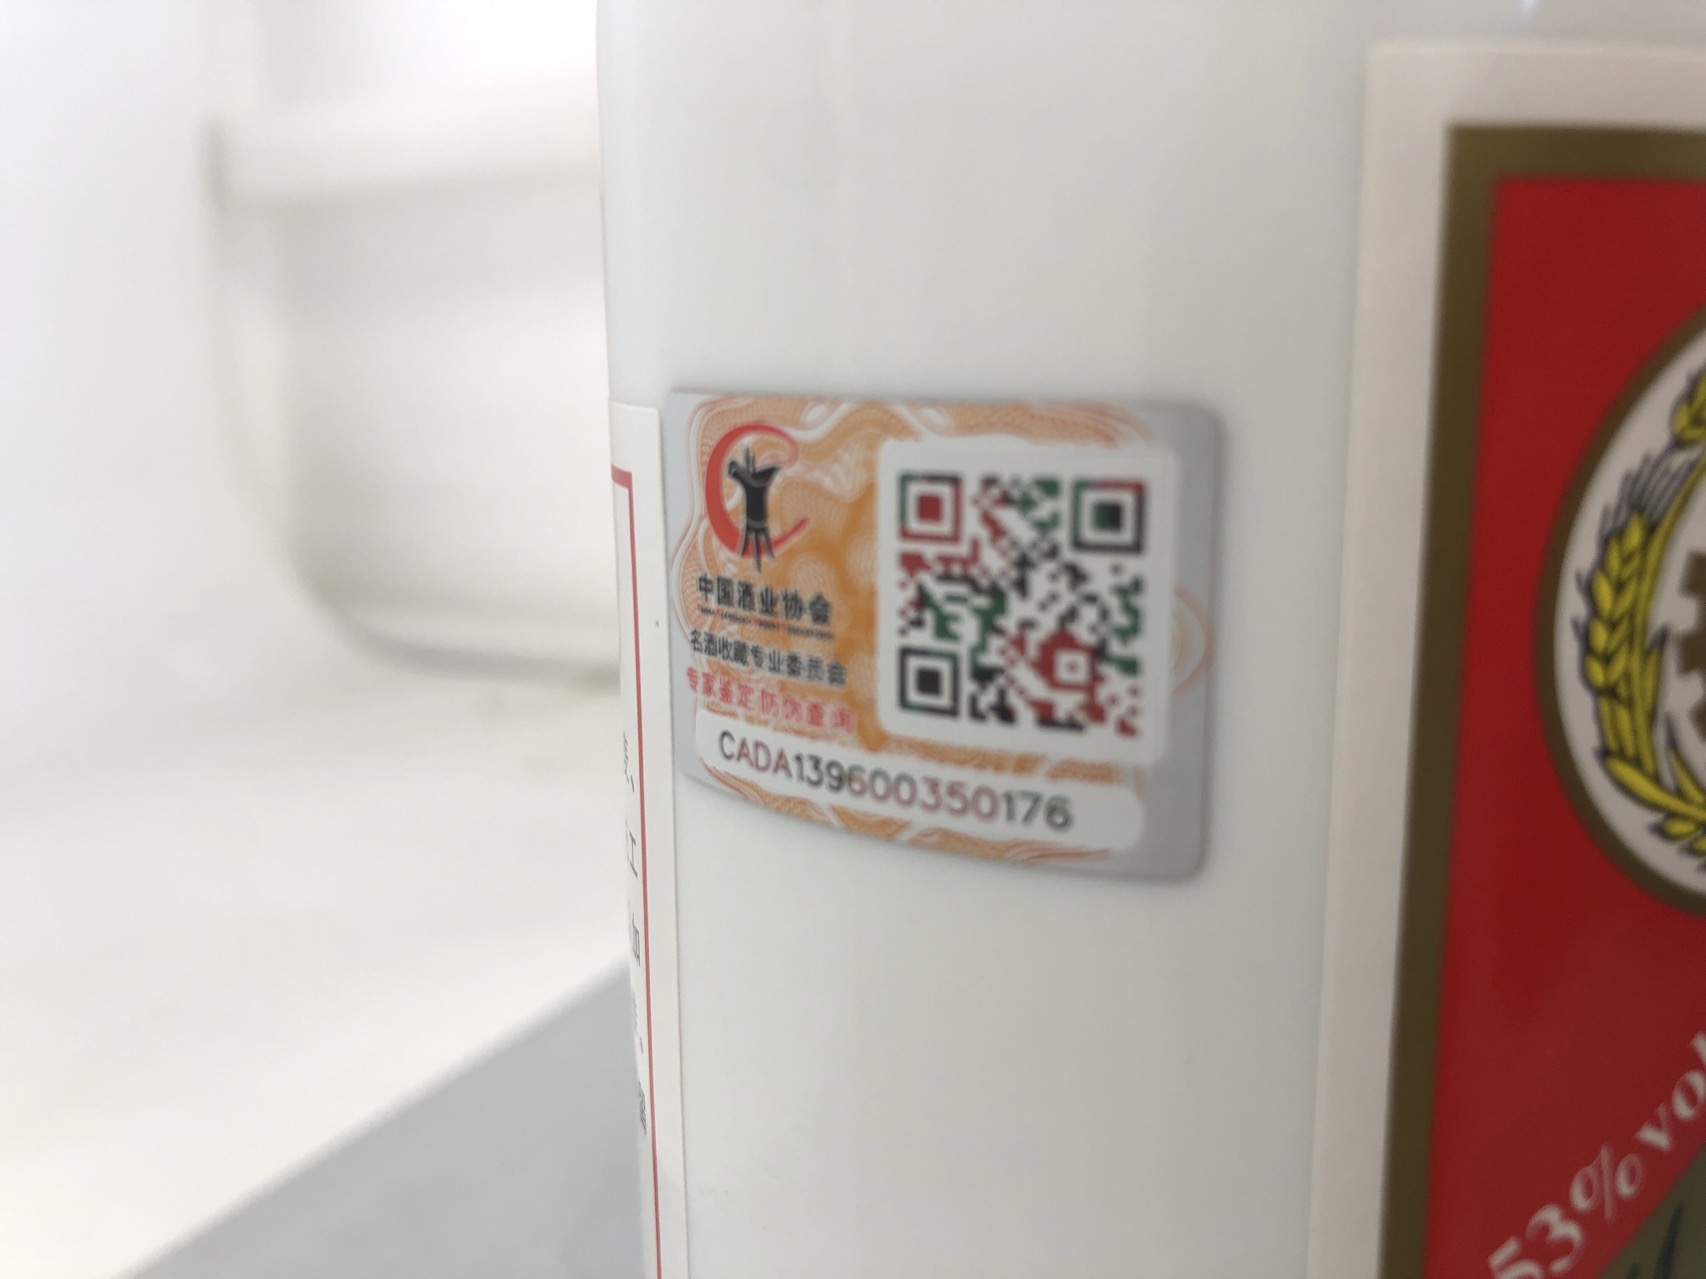 中国酒业协会
名酒收藏专业委员会
专家鉴定 防伪查询
CADA139600350176
53% vol